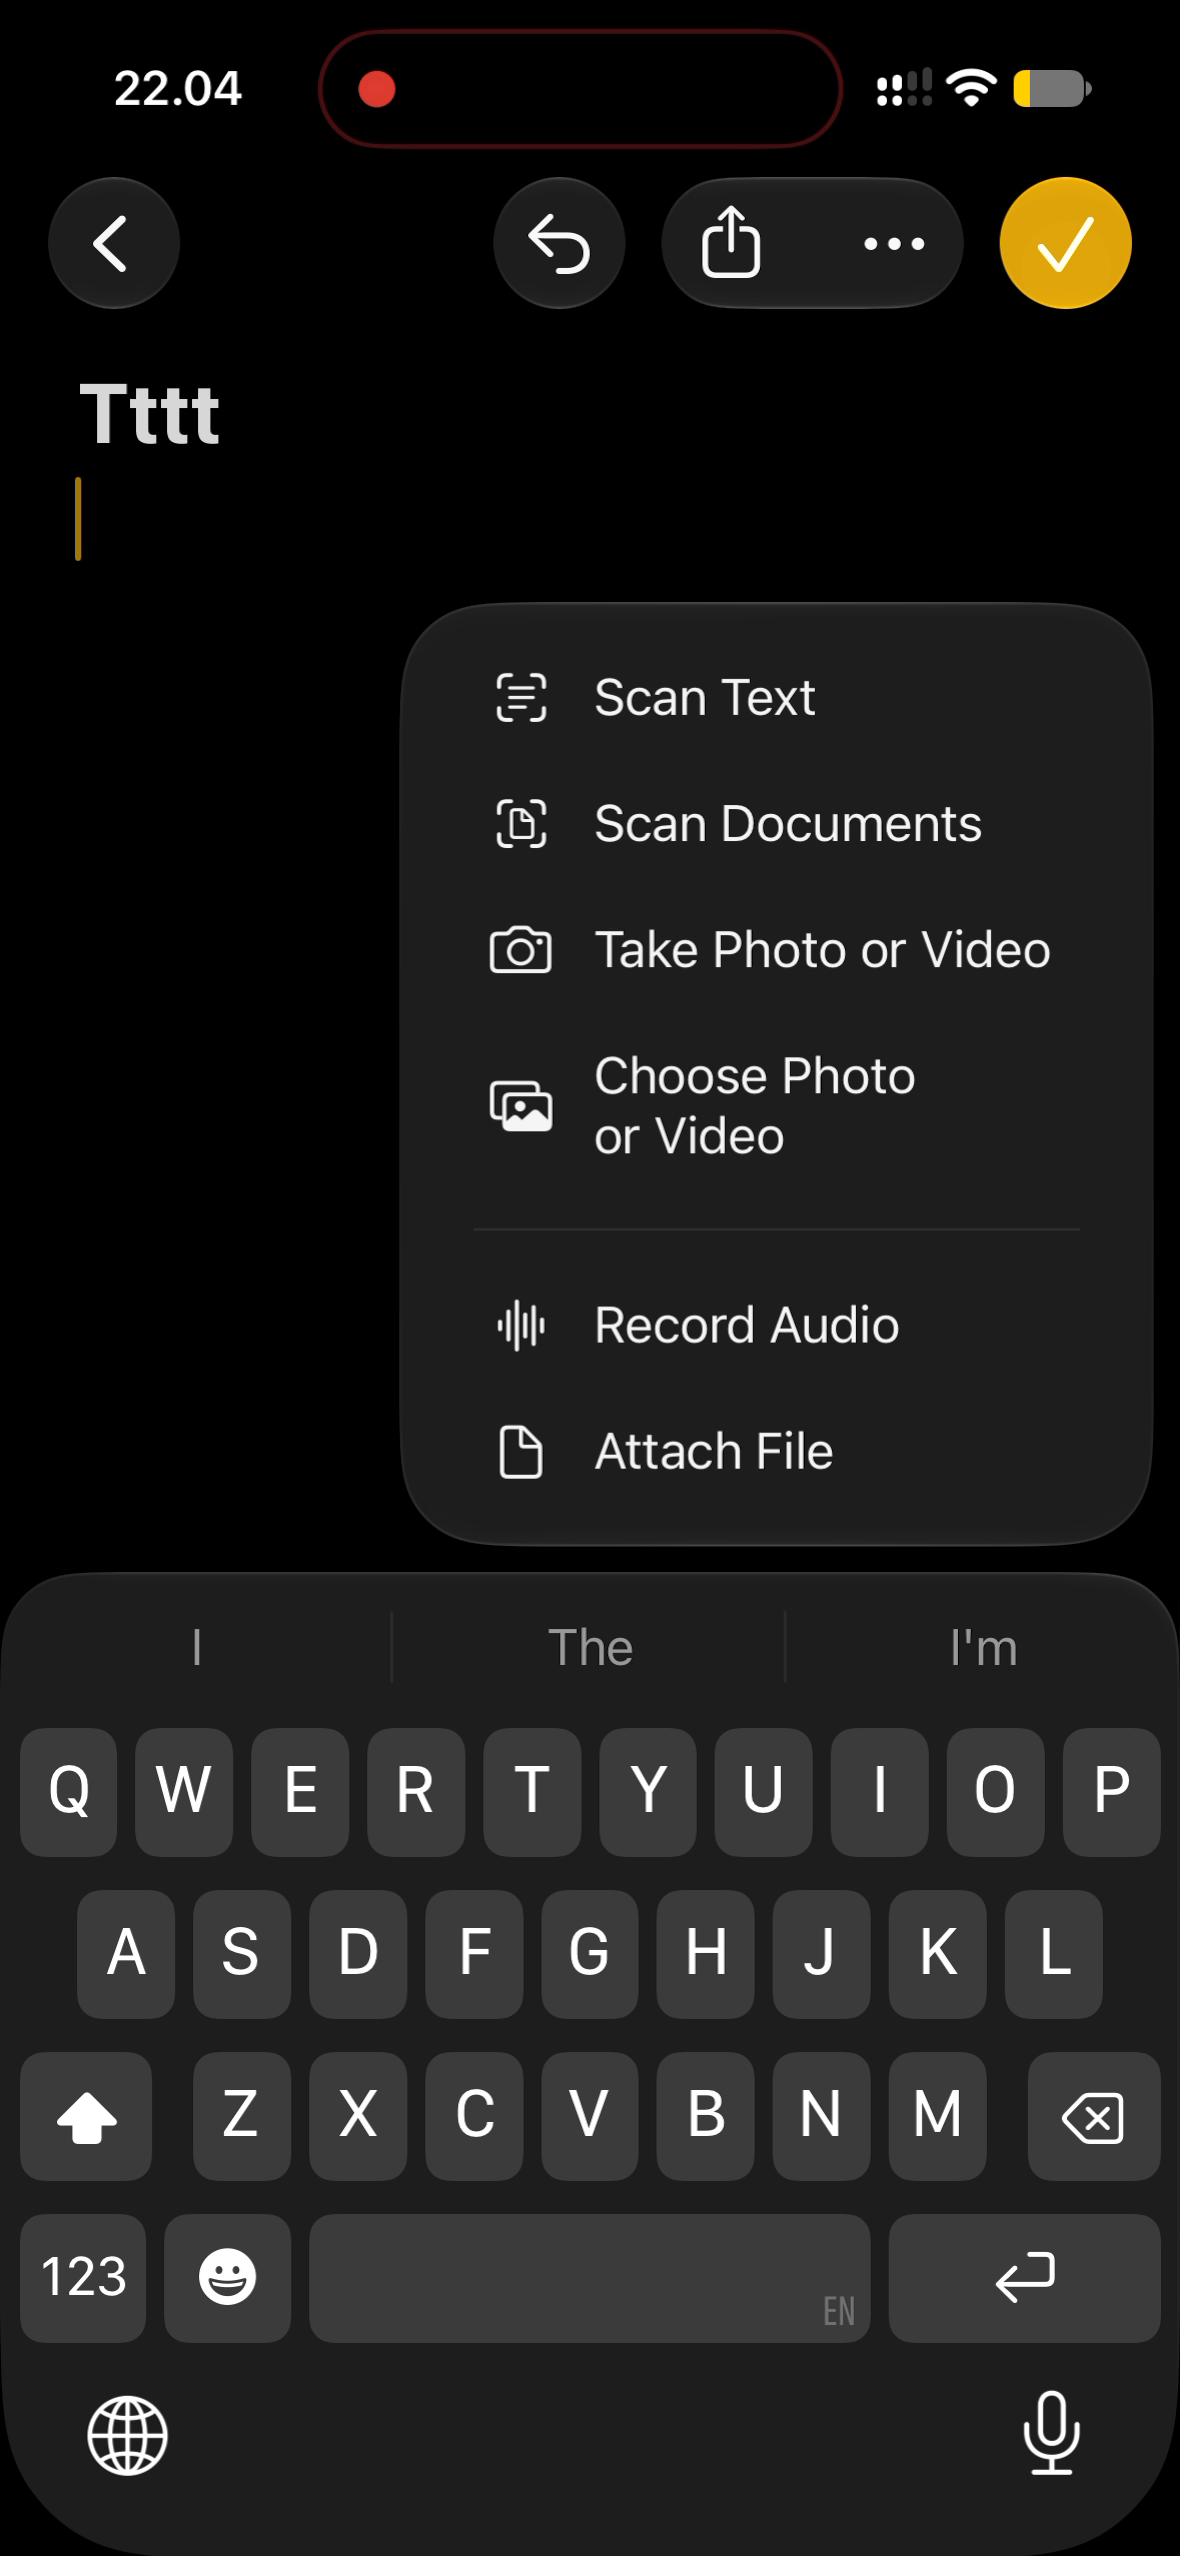 22.04
Tttt
Scan Text
Scan Documents
Take Photo or Video
Choose Photo
or Video
Record Audio
Attach File
I The I'm
Q W E R T Y U I O P
A S D F G H J K L
Z X C V B N M
123 EN